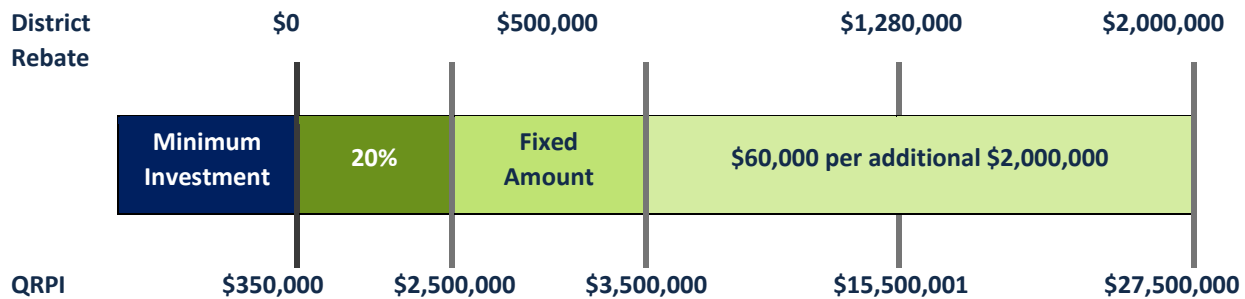 District Rebate $0 $500,000 $1,280,000 $2,000,000
Minimum Investment 20% Fixed Amount $60,000 per additional $2,000,000
QRPI $350,000 $2,500,000 $3,500,000 $15,500,001 $27,500,000